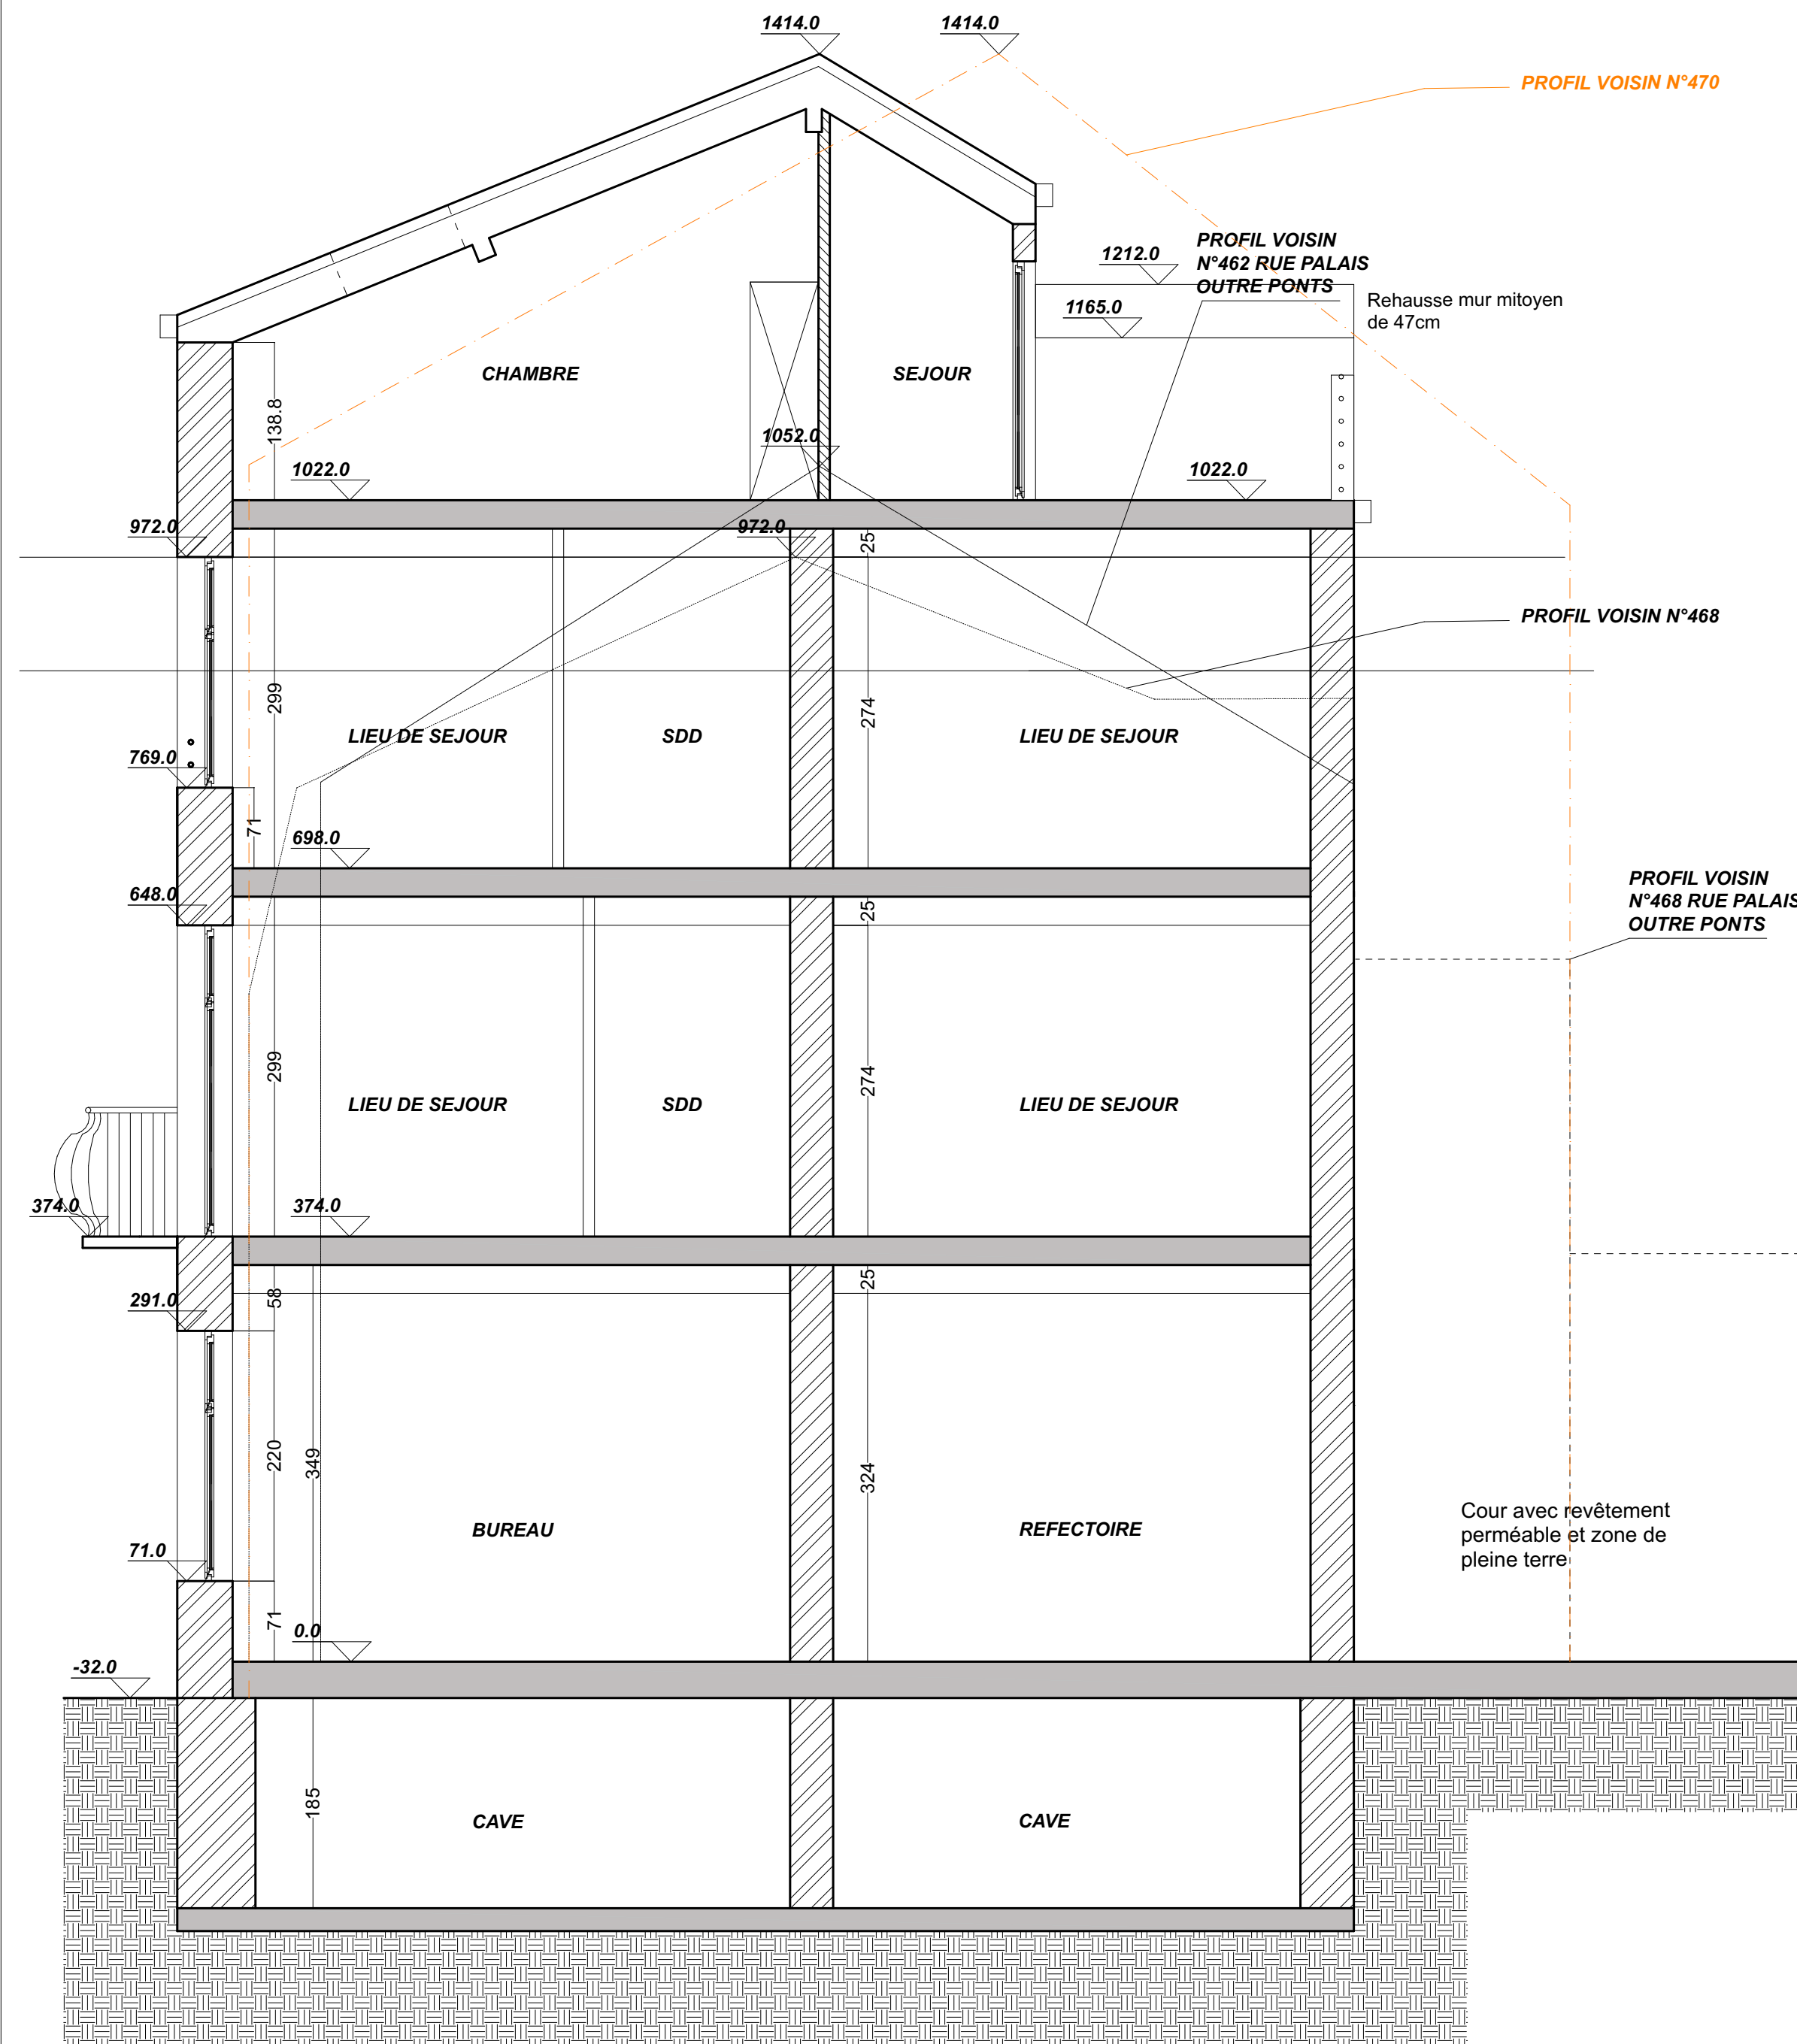 1414.0
1414.0
PROFIL VOISIN N°470
PROFIL VOISIN
N°462 RUE PALAIS
OUTRE PONTS
1212.0
1165.0
Rehausse mur mitoyen
de 47cm
CHAMBRE
SEJOUR
138.8
1052.0
1022.0
1022.0
972.0
972.0
25
PROFIL VOISIN N°468
299
274
LIEU DE SEJOUR
SDD
LIEU DE SEJOUR
769.0
71
698.0
648.0
25
PROFIL VOISIN
N°468 RUE PALAIS
OUTRE PONTS
299
274
LIEU DE SEJOUR
SDD
LIEU DE SEJOUR
374.0
374.0
291.0
58
25
220
349
324
BUREAU
REFECTOIRE
Cour avec revêtement
perméable et zone de
pleine terre
71.0
71
0.0
-32.0
185
CAVE
CAVE